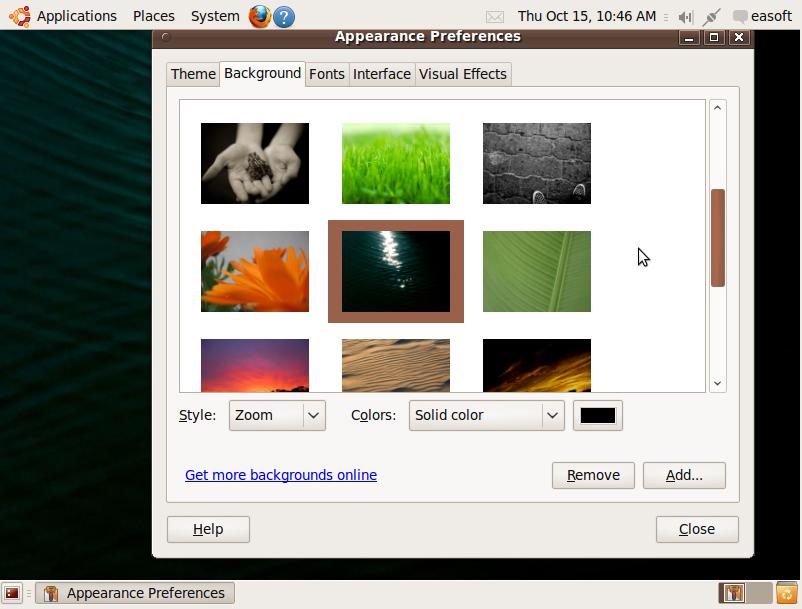 Applications Places System Thu Oct 15, 10:46 AM easoft
Appearance Preferences
Theme Background Fonts Interface Visual Effects
Style: Zoom Colors: Solid color
Get more backgrounds online Remove Add...
Help Close
Appearance Preferences